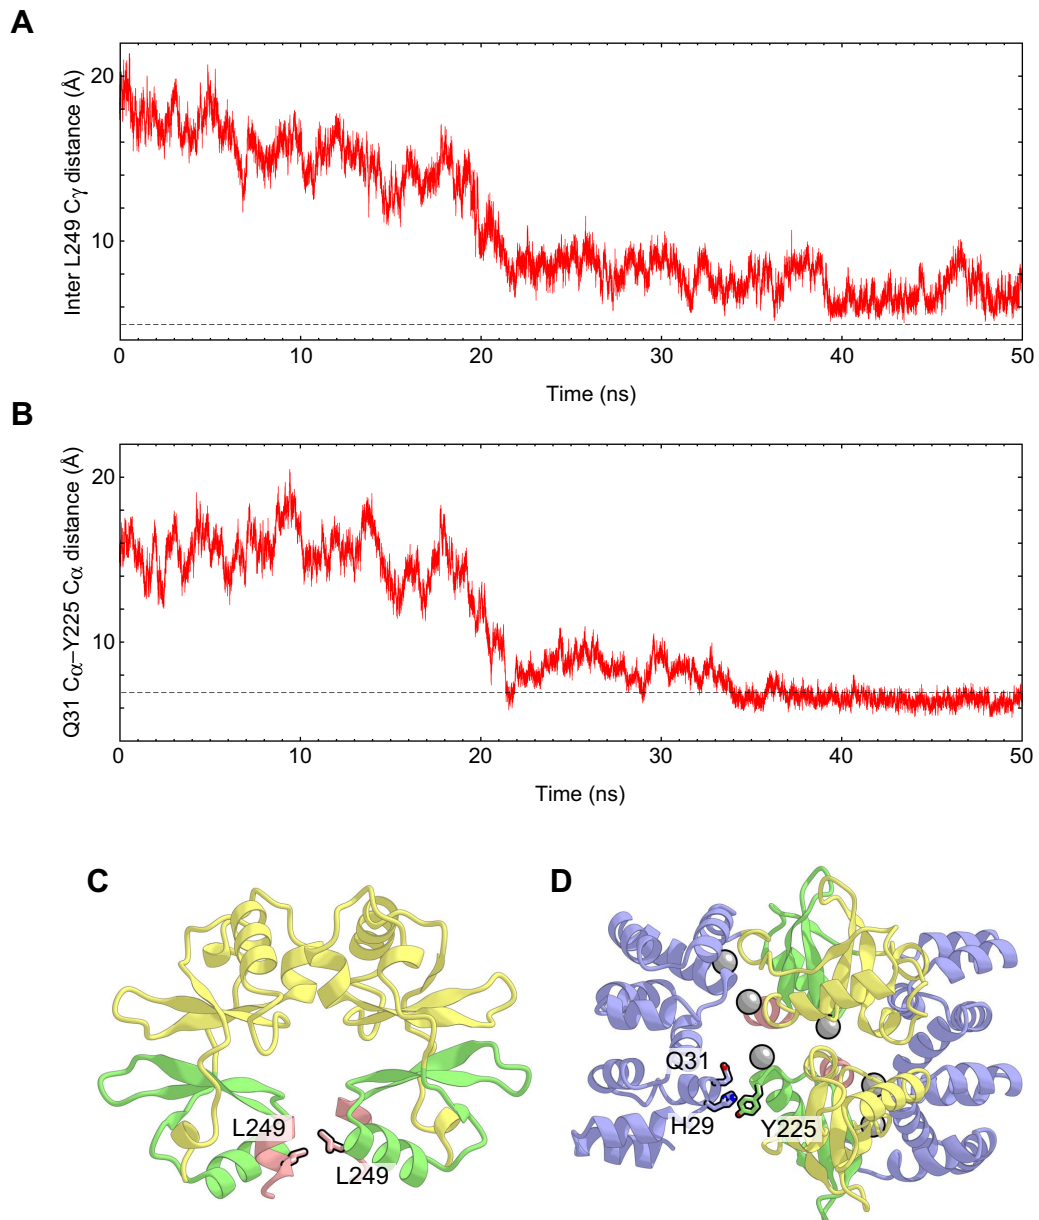 A
Inter L249 Cγ distance (Å)
20
10
0 10 20 30 40 50
Time (ns)
B
Q31 Cα–Y225 Cα distance (Å)
20
10
0 10 20 30 40 50
Time (ns)
C
D
L249
L249
Q31
H29
Y225